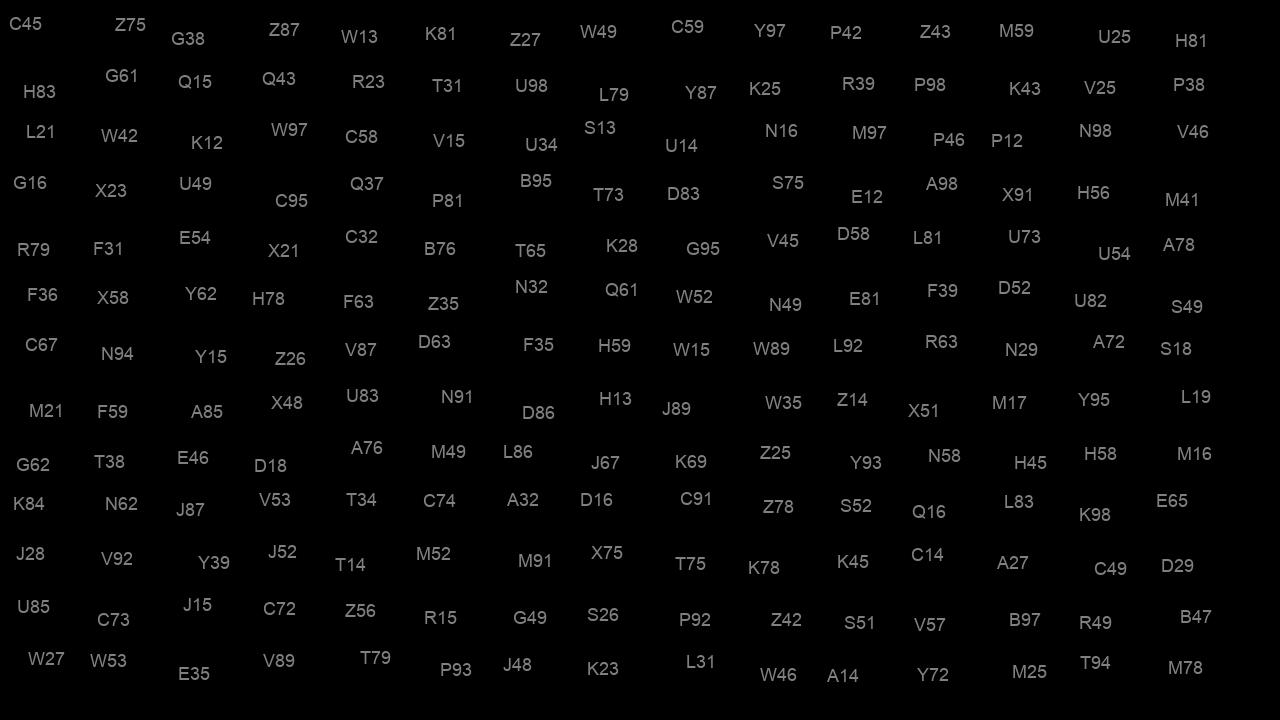 C45 Z75 G38 Z87 W13 K81 Z27 W49 C59 Y97 P42 Z43 M59 U25 H81
H83 G61 Q15 Q43 R23 T31 U98 L79 Y87 K25 R39 P98 K43 V25 P38
L21 W42 K12 W97 C58 V15 U34 S13 U14 N16 M97 P46 P12 N98 V46
G16 X23 U49 C95 Q37 P81 B95 T73 D83 S75 E12 A98 X91 H56 M41
R79 F31 E54 X21 C32 B76 T65 K28 G95 V45 D58 L81 U73 U54 A78
F36 X58 Y62 H78 F63 Z35 N32 Q61 W52 N49 E81 F39 D52 U82 S49
C67 N94 Y15 Z26 V87 D63 F35 H59 W15 W89 L92 R63 N29 A72 S18
M21 F59 A85 X48 U83 N91 D86 H13 J89 W35 Z14 X51 M17 Y95 L19
G62 T38 E46 D18 A76 M49 L86 J67 K69 Z25 Y93 N58 H45 H58 M16
K84 N62 J87 V53 T34 C74 A32 D16 C91 Z78 S52 Q16 L83 K98 E65
J28 V92 Y39 J52 T14 M52 M91 X75 T75 K78 K45 C14 A27 C49 D29
U85 C73 J15 C72 Z56 R15 G49 S26 P92 Z42 S51 V57 B97 R49 B47
W27 W53 E35 V89 T79 P93 J48 K23 L31 W46 A14 Y72 M25 T94 M78